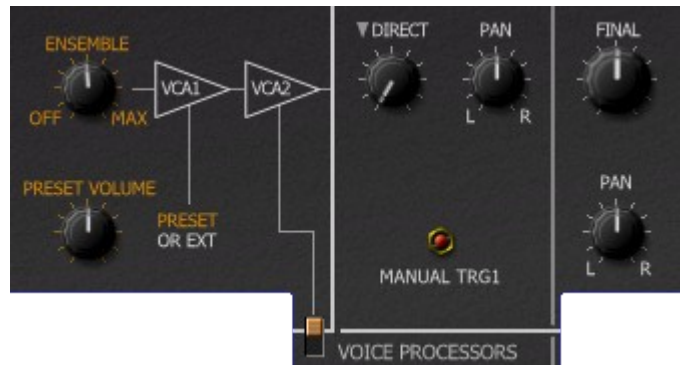 ENSEMBLE
OFF
MAX
VCA1
VCA2
PRESET VOLUME
PRESET
OR EXT
▼DIRECT
PAN
L
R
MANUAL TRG1
FINAL
PAN
L
R
VOICE PROCESSORS